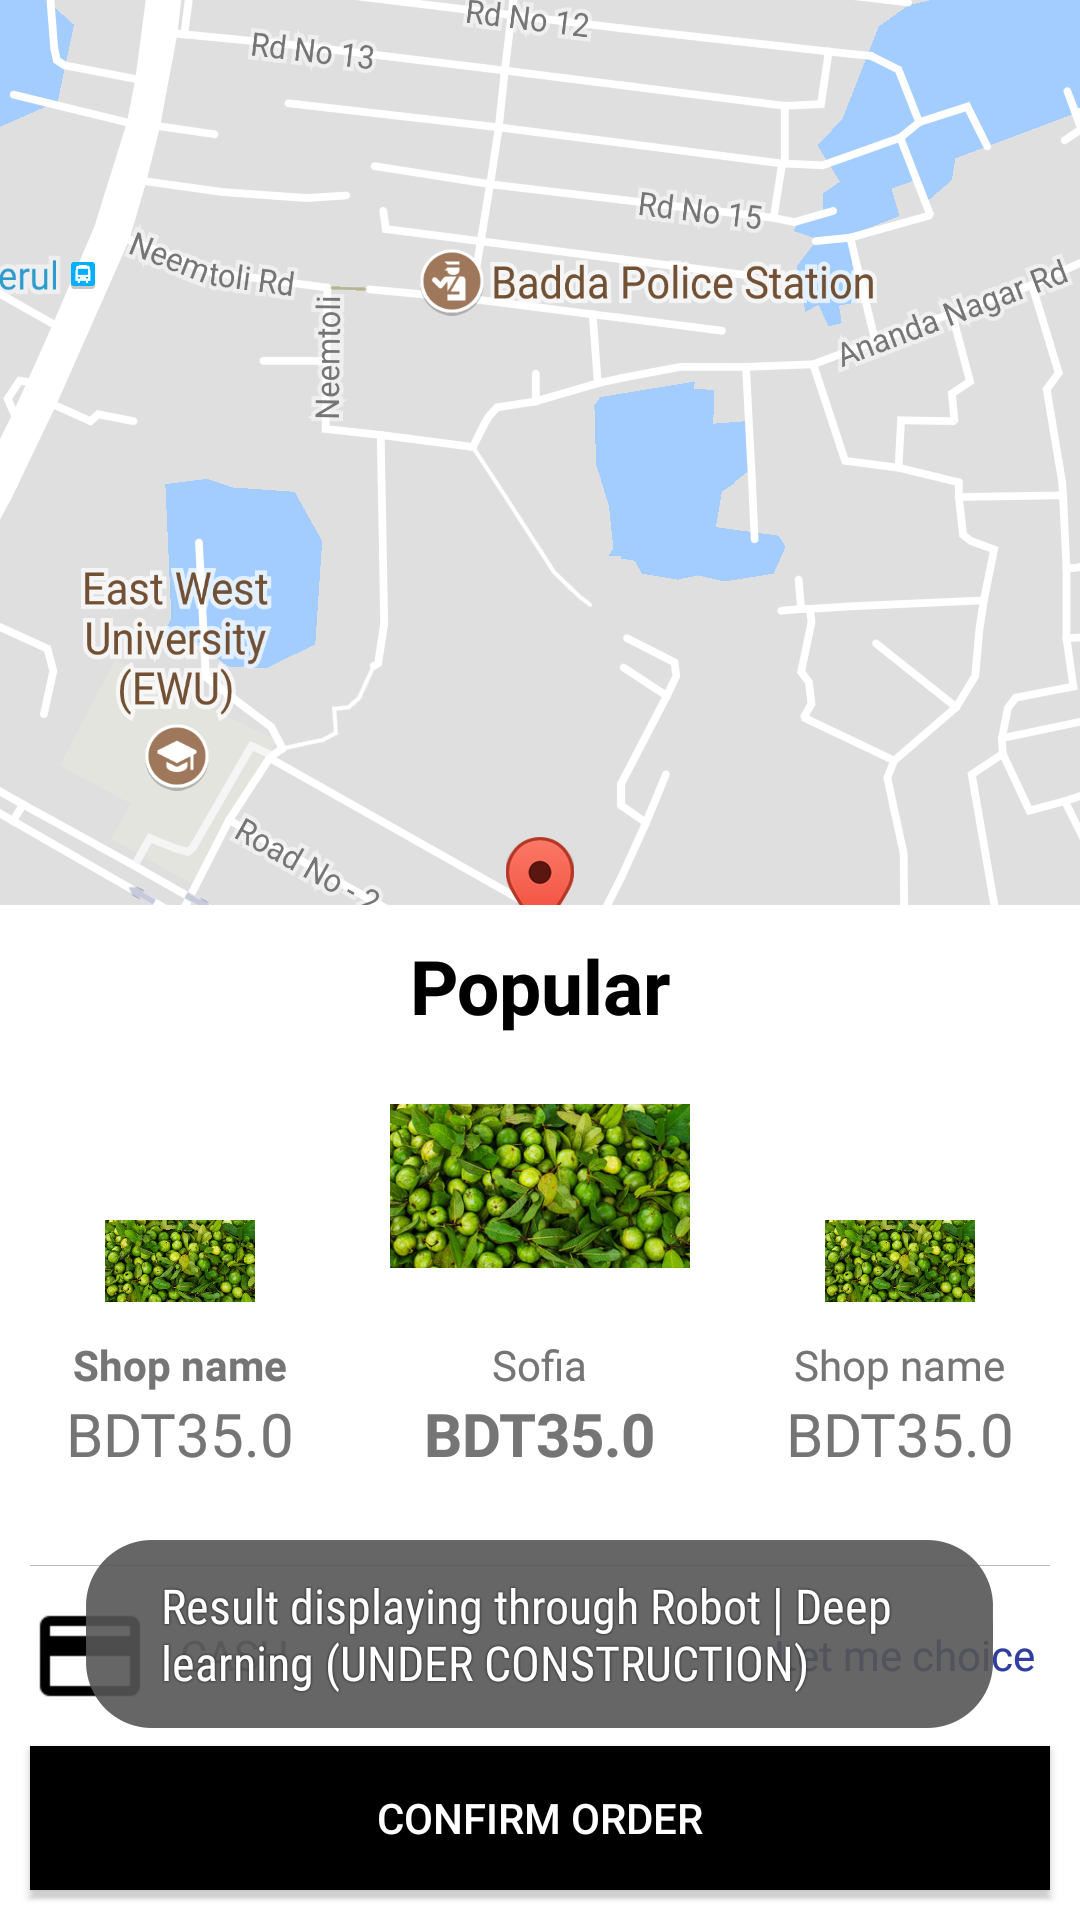 Rd No 12
Rd No 13
Rd No 15
Neemtoli Rd
erul
Badda Police Station
Ananda Nagar Rd
Neemtoli
East West
University
(EWU)
Road No - 2
Popular
Shop name
Sofia
Shop name
BDT35.0
BDT35.0
BDT35.0
Result displaying through Robot | Deep
learning (UNDER CONSTRUCTION)
CASH
Let me choice
CONFIRM ORDER